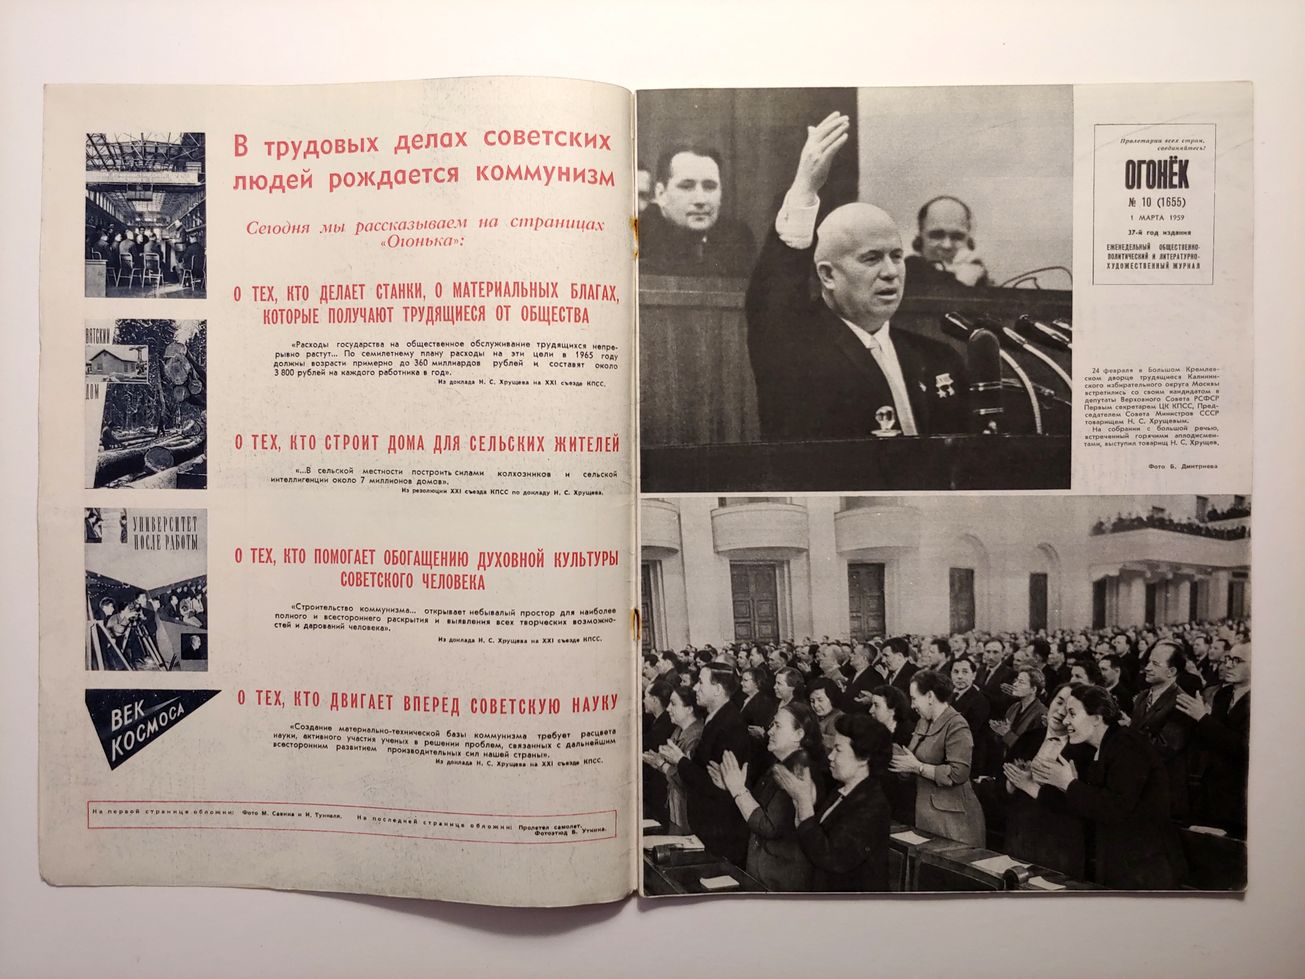 В трудовых делах советских
людей рождается коммунизм
Сегодня мы рассказываем на страницах
«Огонька»:
О ТЕХ, КТО ДЕЛАЕТ СТАНКИ, О МАТЕРИАЛЬНЫХ БЛАГАХ,
КОТОРЫЕ ПОЛУЧАЮТ ТРУДЯЩИЕСЯ ОТ ОБЩЕСТВА
«Расходы государства на общественное обслуживание трудящихся непре-
рывно растут... По семилетнему плану расходы на эти цели в 1965 году
должны возрасти примерно до 360 миллиардов рублей и составят около
3 800 рублей на каждого работника в год».
Из доклада Н. С. Хрущева на XXI съезде КПСС.
ДОМ
О ТЕХ, КТО СТРОИТ ДОМА ДЛЯ СЕЛЬСКИХ ЖИТЕЛЕЙ
«...В сельской местности построить силами колхозников и сельской
интеллигенции около 7 миллионов домов».
Из резолюции XXI съезда КПСС по докладу Н. С. Хрущева.
УНИВЕРСИТЕТ
ПОСЛЕ РАБОТЫ
О ТЕХ, КТО ПОМОГАЕТ ОБОГАЩЕНИЮ ДУХОВНОЙ КУЛЬТУРЫ
СОВЕТСКОГО ЧЕЛОВЕКА
«Строительство коммунизма... открывает небывалый простор для наиболее
полного и всестороннего раскрытия и выявления всех творческих возможно-
стей и дарований человека».
Из доклада Н. С. Хрущева на XXI съезде КПСС.
ВЕК
КОСМОСА
О ТЕХ, КТО ДВИГАЕТ ВПЕРЕД СОВЕТСКУЮ НАУКУ
«Создание материально-технической базы коммунизма требует расцвета
науки, активного участия ученых в решении проблем, связанных с дальнейшим
всесторонним развитием производительных сил нашей страны».
Из доклада Н. С. Хрущева на XXI съезде КПСС.
На первой странице обложки: Фото М. Савина и И. Тункеля.
На последней странице обложки: Пролетел самолет.
Фотоэтюд В. Уткина.
Пролетарии всех стран,
соединяйтесь!
ОГОНЁК
№ 10 (1655)
1 МАРТА 1959
37-й год издания
ЕЖЕНЕДЕЛЬНЫЙ ОБЩЕСТВЕННО-
ПОЛИТИЧЕСКИЙ И ЛИТЕРАТУРНО-
ХУДОЖЕСТВЕННЫЙ ЖУРНАЛ
24 февраля в Большом Кремлев-
ском дворце трудящиеся Калинин-
ского избирательного округа Москвы
встретились со своим кандидатом в
депутаты Верховного Совета РСФСР
Первым секретарем ЦК КПСС, Пред-
седателем Совета Министров СССР
товарищем Н. С. Хрущевым.
На собрании с большой речью,
встреченной горячими аплодисмен-
тами, выступил товарищ Н. С. Хрущев.
Фото Б. Дмитриева